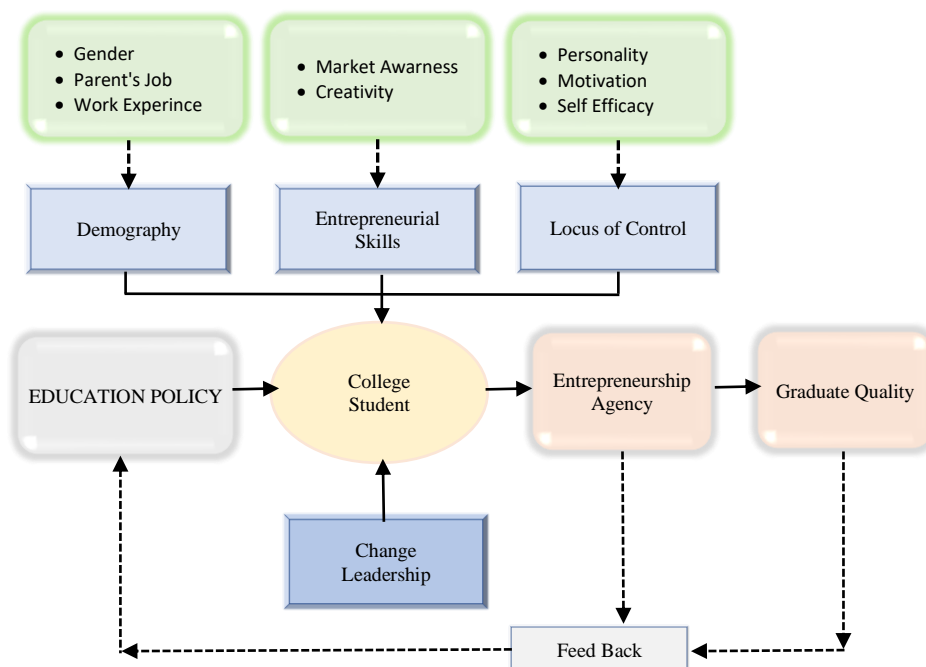 • Gender
• Parent's Job
• Work Experince
• Market Awarness
• Creativity
• Personality
• Motivation
• Self Efficacy
Demography
Entrepreneurial
Skills
Locus of Control
EDUCATION POLICY
College
Student
Entrepreneurship
Agency
Graduate Quality
Change
Leadership
Feed Back